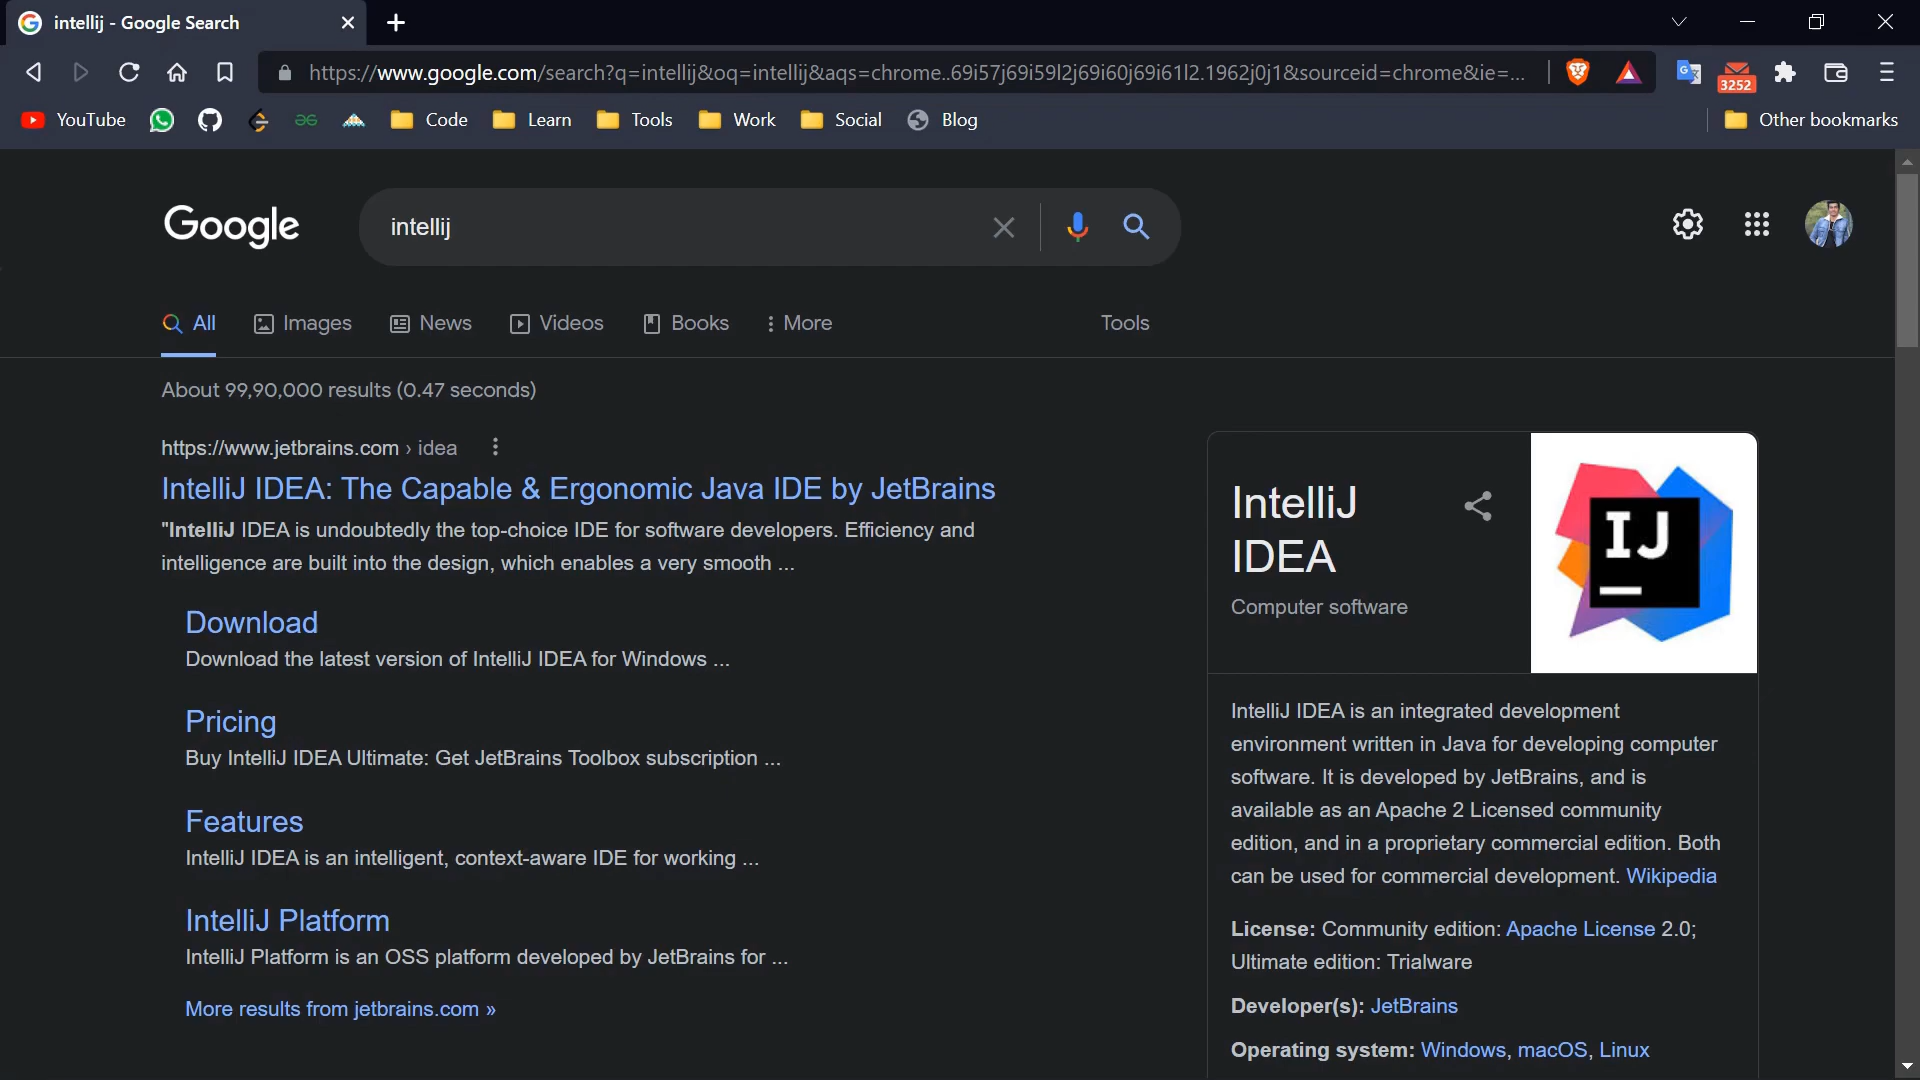 intellij - Google Search
https://www.google.com/search?q=intellij&oq=intellij&aqs=chrome..69i57j69i59l2j69i60j69i61l2.1962j0j1&sourceid=chrome&ie=...
3252
YouTube
Code
Learn
Tools
Work
Social
Blog
Other bookmarks
Google
intellij
All
Images
News
Videos
Books
More
Tools
About 99,90,000 results (0.47 seconds)
https://www.jetbrains.com › idea
IntelliJ IDEA: The Capable & Ergonomic Java IDE by JetBrains
"IntelliJ IDEA is undoubtedly the top-choice IDE for software developers. Efficiency and
intelligence are built into the design, which enables a very smooth ...
Download
Download the latest version of IntelliJ IDEA for Windows ...
Pricing
Buy IntelliJ IDEA Ultimate: Get JetBrains Toolbox subscription ...
Features
IntelliJ IDEA is an intelligent, context-aware IDE for working ...
IntelliJ Platform
IntelliJ Platform is an OSS platform developed by JetBrains for ...
More results from jetbrains.com »
IntelliJ
IDEA
Computer software
IJ
IntelliJ IDEA is an integrated development
environment written in Java for developing computer
software. It is developed by JetBrains, and is
available as an Apache 2 Licensed community
edition, and in a proprietary commercial edition. Both
can be used for commercial development. Wikipedia
License: Community edition: Apache License 2.0;
Ultimate edition: Trialware
Developer(s): JetBrains
Operating system: Windows, macOS, Linux